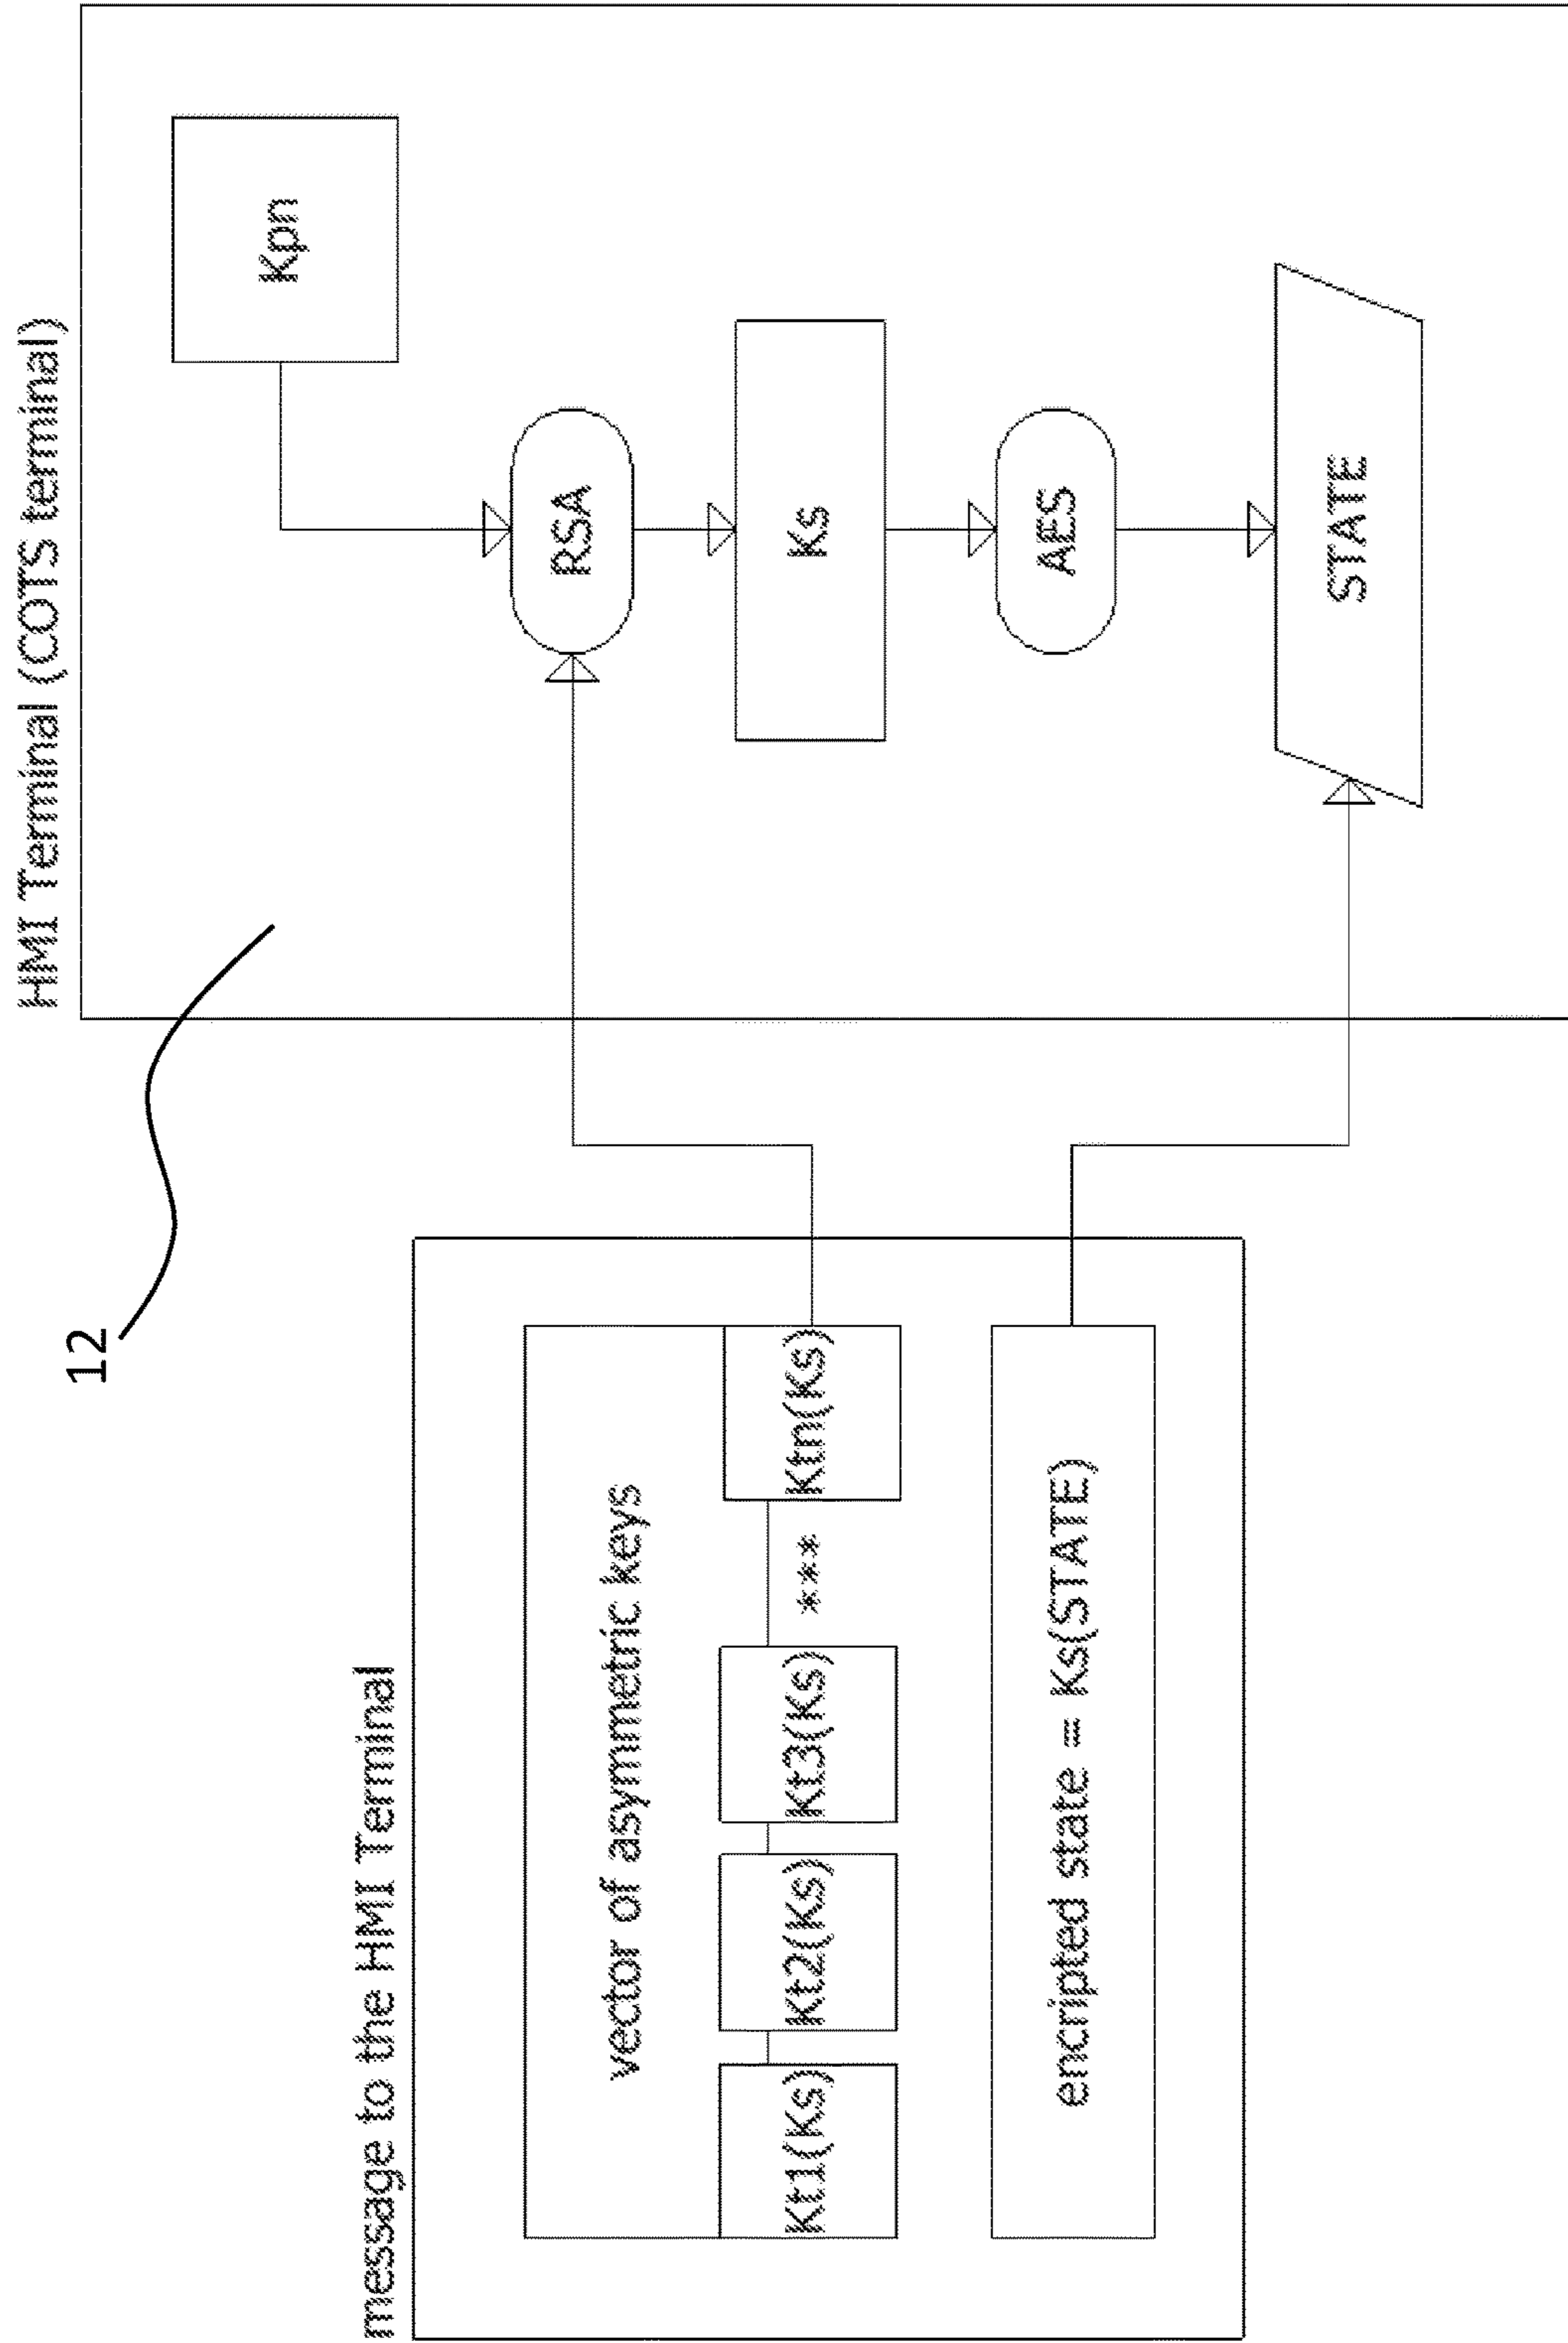 HMI Terminal (COTS terminal)
12
Kpn
RSA
Ks
AES
STATE
message to the HMI Terminal
vector of asymmetric keys
Kt1(Ks) Kt2(Ks) Kt3(Ks) *** Ktn(Ks)
encripted state = Ks(STATE)